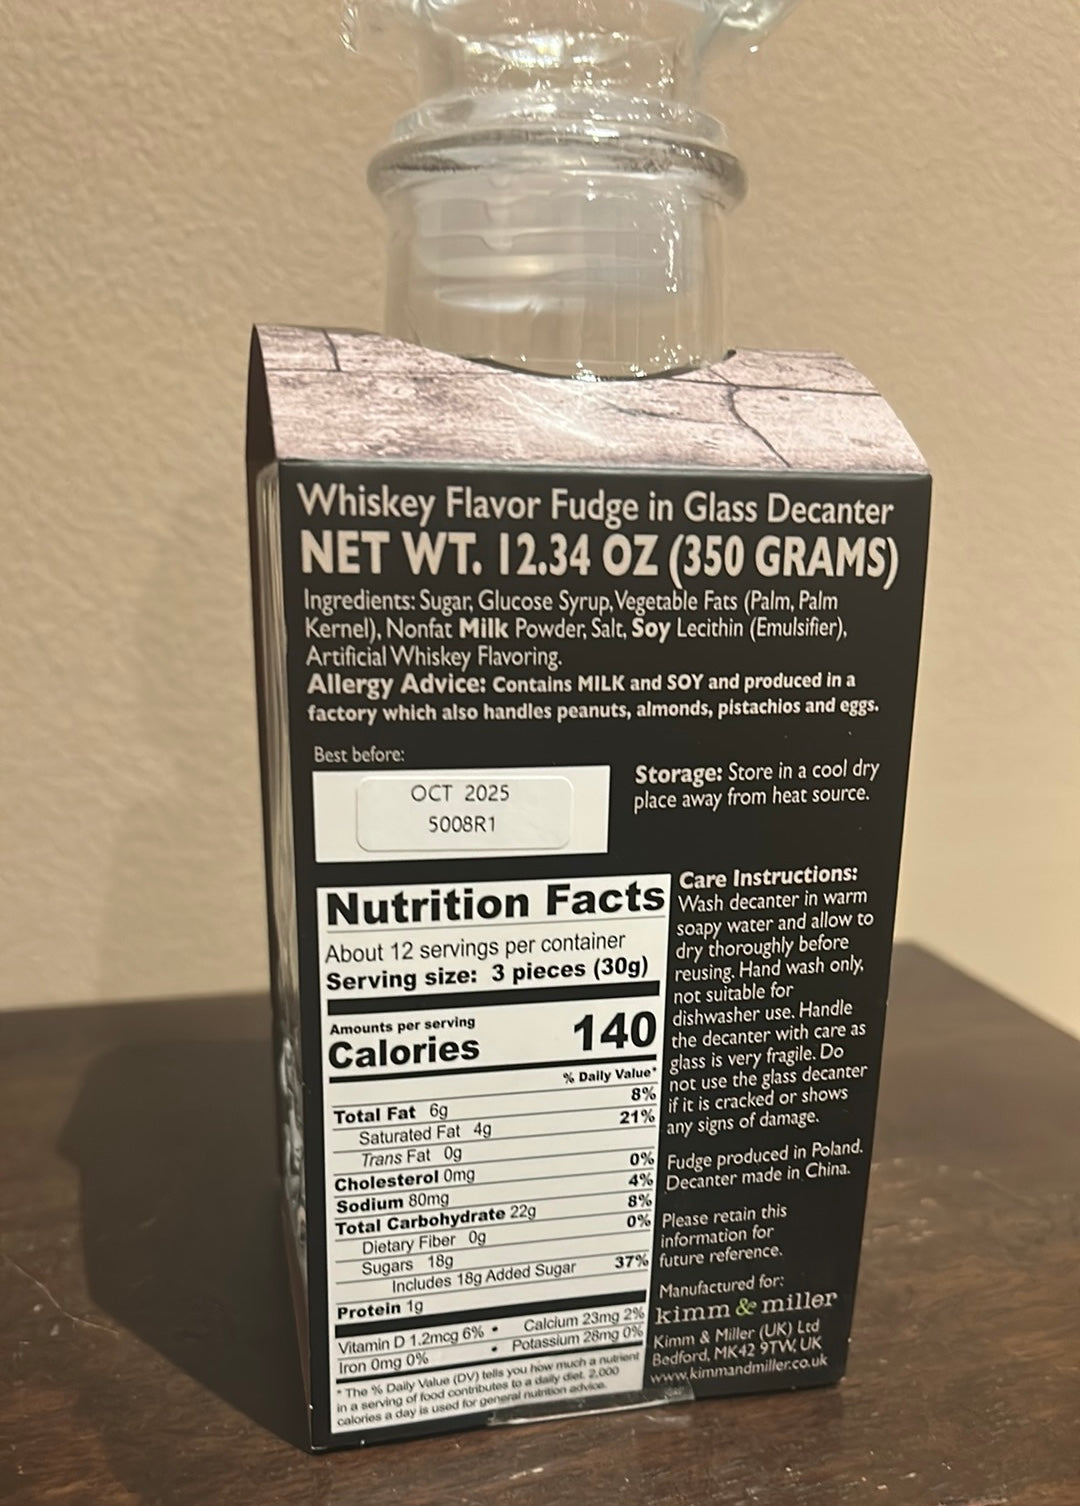 Whiskey Flavor Fudge in Glass Decanter
NET WT. 12.34 OZ (350 GRAMS)
Ingredients: Sugar, Glucose Syrup, Vegetable Fats (Palm, Palm
Kernel), Nonfat Milk Powder, Salt, Soy Lecithin (Emulsifier),
Artificial Whiskey Flavoring.
Allergy Advice: Contains MILK and SOY and produced in a
factory which also handles peanuts, almonds, pistachios and eggs.
Best before:
OCT 2025
5008R1
Storage: Store in a cool dry
place away from heat source.
Nutrition Facts
About 12 servings per container
Serving size: 3 pieces (30g)
Amounts per serving
Calories 140
% Daily Value*
Total Fat 6g 8%
Saturated Fat 4g 21%
Trans Fat 0g
Cholesterol 0mg 0%
Sodium 80mg 4%
Total Carbohydrate 22g 8%
Dietary Fiber 0g 0%
Sugars 18g
Includes 18g Added Sugar 37%
Protein 1g
Vitamin D 1.2mcg 6% • Calcium 23mg 2%
Iron 0mg 0% • Potassium 28mg 0%
* The % Daily Value (DV) tells you how much a nutrient
in a serving of food contributes to a daily diet. 2,000
calories a day is used for general nutrition advice.
Care Instructions:
Wash decanter in warm
soapy water and allow to
dry thoroughly before
reusing. Hand wash only,
not suitable for
dishwasher use. Handle
the decanter with care as
glass is very fragile. Do
not use the glass decanter
if it is cracked or shows
any signs of damage.
Fudge produced in Poland.
Decanter made in China.
Please retain this
information for
future reference.
Manufactured for:
kimm & miller
Kimm & Miller (UK) Ltd
Bedford, MK42 9TW, UK
www.kimmandmiller.co.uk